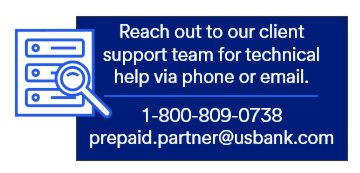 Reach out to our client
support team for technical
help via phone or email.
1-800-809-0738
prepaid.partner@usbank.com